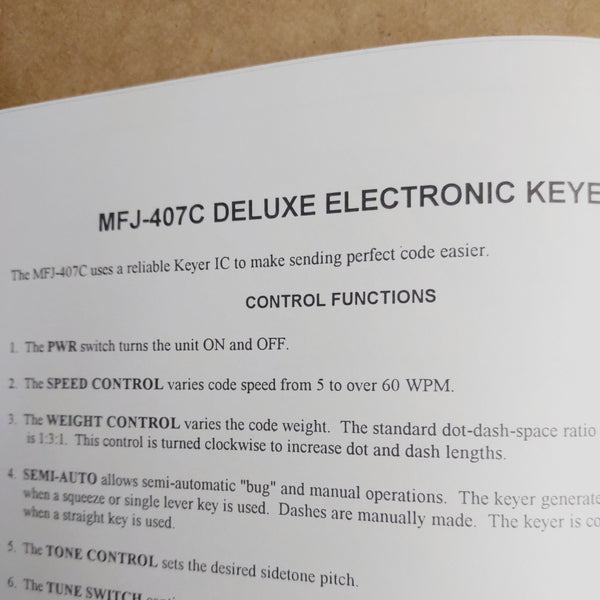 MFJ-407C DELUXE ELECTRONIC KEYE
The MFJ-407C uses a reliable Keyer IC to make sending perfect code easier.
CONTROL FUNCTIONS
1. The PWR switch turns the unit ON and OFF.
2. The SPEED CONTROL varies code speed from 5 to over 60 WPM.
3. The WEIGHT CONTROL varies the code weight. The standard dot-dash-space ratio
is 1:3:1. This control is turned clockwise to increase dot and dash lengths.
4. SEMI-AUTO allows semi-automatic "bug" and manual operations. The keyer generate
when a squeeze or single lever key is used. Dashes are manually made. The keyer is co
when a straight key is used.
5. The TONE CONTROL sets the desired sidetone pitch.
6. The TUNE SWITCH